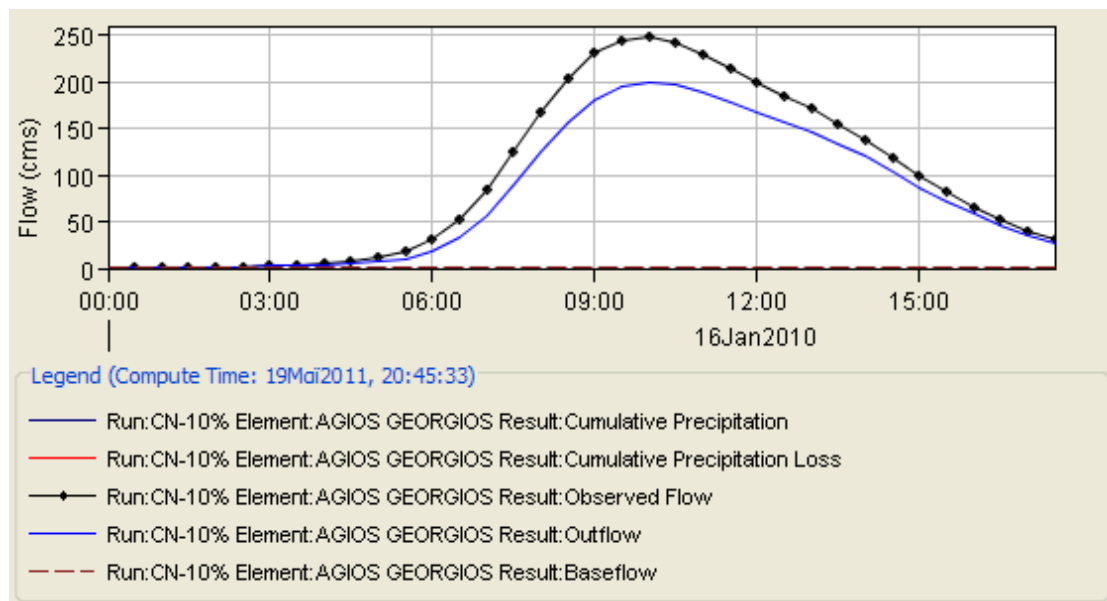 250
200
150
100
50
0
Flow (cms)
00:00 03:00 06:00 09:00 12:00 15:00
16Jan2010
Legend (Compute Time: 19Μαϊ2011, 20:45:33)
Run:CN-10% Element:AGIOS GEORGIOS Result:Cumulative Precipitation
Run:CN-10% Element:AGIOS GEORGIOS Result:Cumulative Precipitation Loss
Run:CN-10% Element:AGIOS GEORGIOS Result:Observed Flow
Run:CN-10% Element:AGIOS GEORGIOS Result:Outflow
Run:CN-10% Element:AGIOS GEORGIOS Result:Baseflow